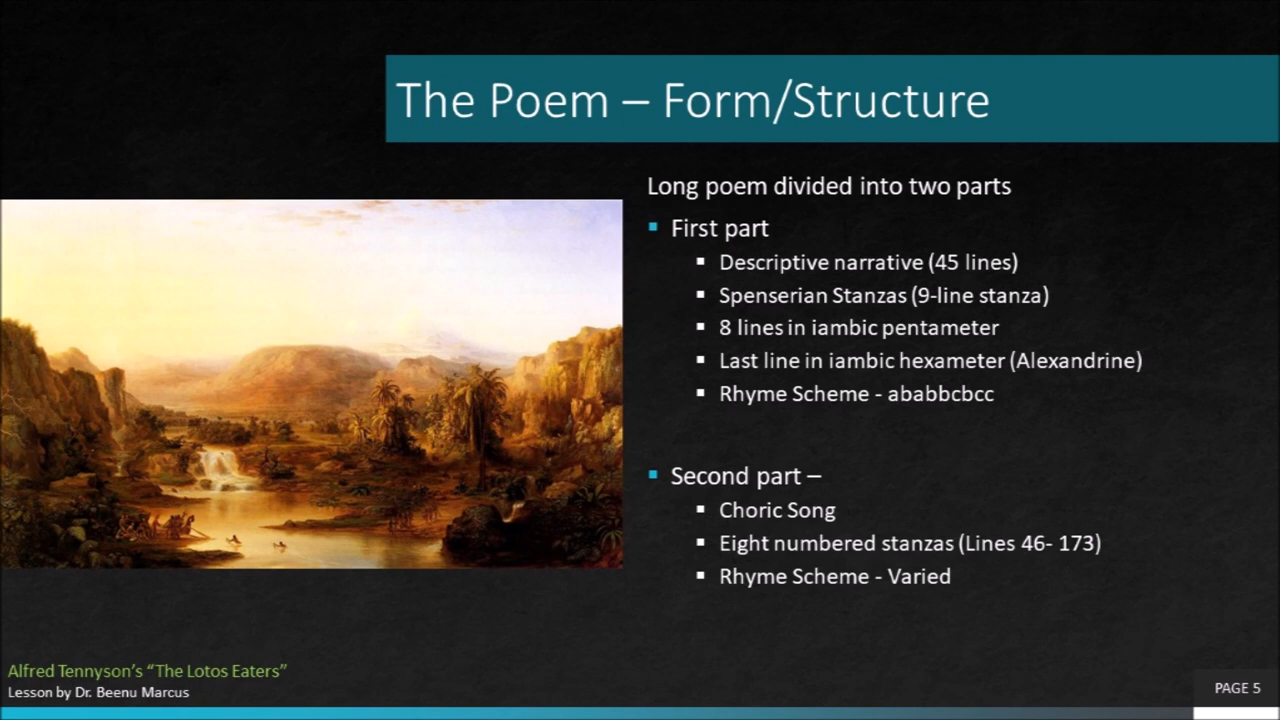 The Poem – Form/Structure
Long poem divided into two parts
▪ First part
▪ Descriptive narrative (45 lines)
▪ Spenserian Stanzas (9-line stanza)
▪ 8 lines in iambic pentameter
▪ Last line in iambic hexameter (Alexandrine)
▪ Rhyme Scheme - ababbcbcc
▪ Second part –
▪ Choric Song
▪ Eight numbered stanzas (Lines 46- 173)
▪ Rhyme Scheme - Varied
Alfred Tennyson’s “The Lotos Eaters”
Lesson by Dr. Beenu Marcus
PAGE 5